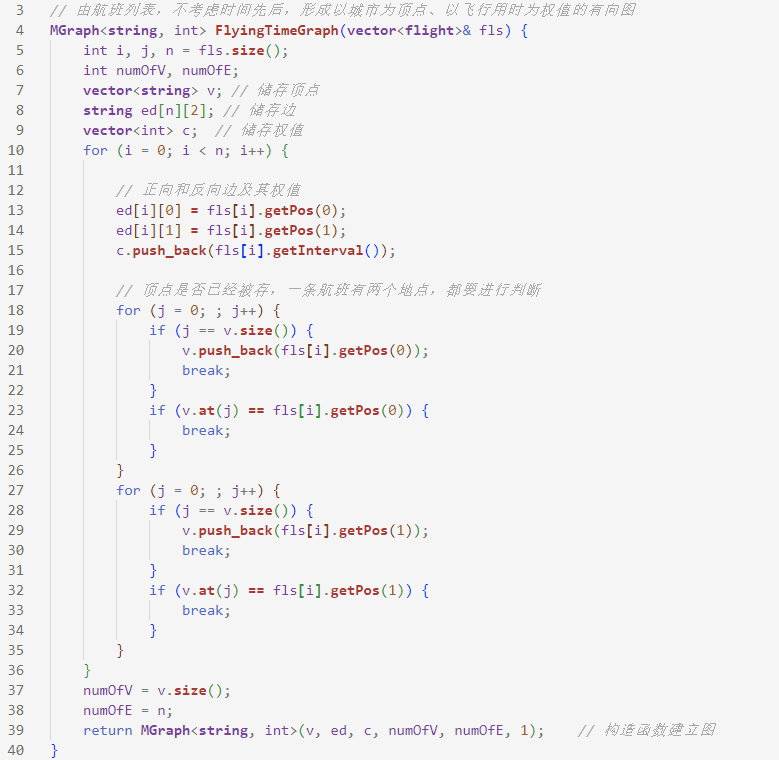 3 // 由航班列表，不考虑时间先后，形成以城市为顶点、以飞行用时为权值的有向图
4 MGraph<string, int> FlyingTimeGraph(vector<flight>& fls) {
5     int i, j, n = fls.size();
6     int numOfV, numOfE;
7     vector<string> v; // 储存顶点
8     string ed[n][2]; // 储存边
9     vector<int> c;  // 储存权值
10     for (i = 0; i < n; i++) {
11
12         // 正向和反向边及其权值
13         ed[i][0] = fls[i].getPos(0);
14         ed[i][1] = fls[i].getPos(1);
15         c.push_back(fls[i].getInterval());
16
17         // 顶点是否已经被存，一条航班有两个地点，都要进行判断
18         for (j = 0; ; j++) {
19             if (j == v.size()) {
20                 v.push_back(fls[i].getPos(0));
21                 break;
22             }
23             if (v.at(j) == fls[i].getPos(0)) {
24                 break;
25             }
26         }
27         for (j = 0; ; j++) {
28             if (j == v.size()) {
29                 v.push_back(fls[i].getPos(1));
30                 break;
31             }
32             if (v.at(j) == fls[i].getPos(1)) {
33                 break;
34             }
35         }
36     }
37     numOfV = v.size();
38     numOfE = n;
39     return MGraph<string, int>(v, ed, c, numOfV, numOfE, 1);    // 构造函数建立图
40 }